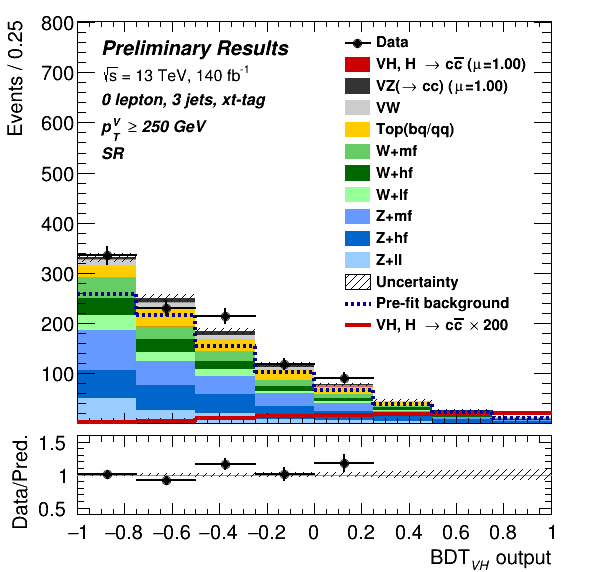 Events / 0.25
800
700
600
500
400
300
200
100
Preliminary Results
√s = 13 TeV, 140 fb⁻¹
0 lepton, 3 jets, xt-tag
p_T^V ≥ 250 GeV
SR
Data
VH, H → cc̅ (μ=1.00)
VZ(→ cc) (μ=1.00)
VW
Top(bq/qq)
W+mf
W+hf
W+lf
Z+mf
Z+hf
Z+ll
Uncertainty
Pre-fit background
VH, H → cc̅ × 200
Data/Pred.
1.5
1
0.5
−1 −0.8 −0.6 −0.4 −0.2 0 0.2 0.4 0.6 0.8 1
BDT_VH output